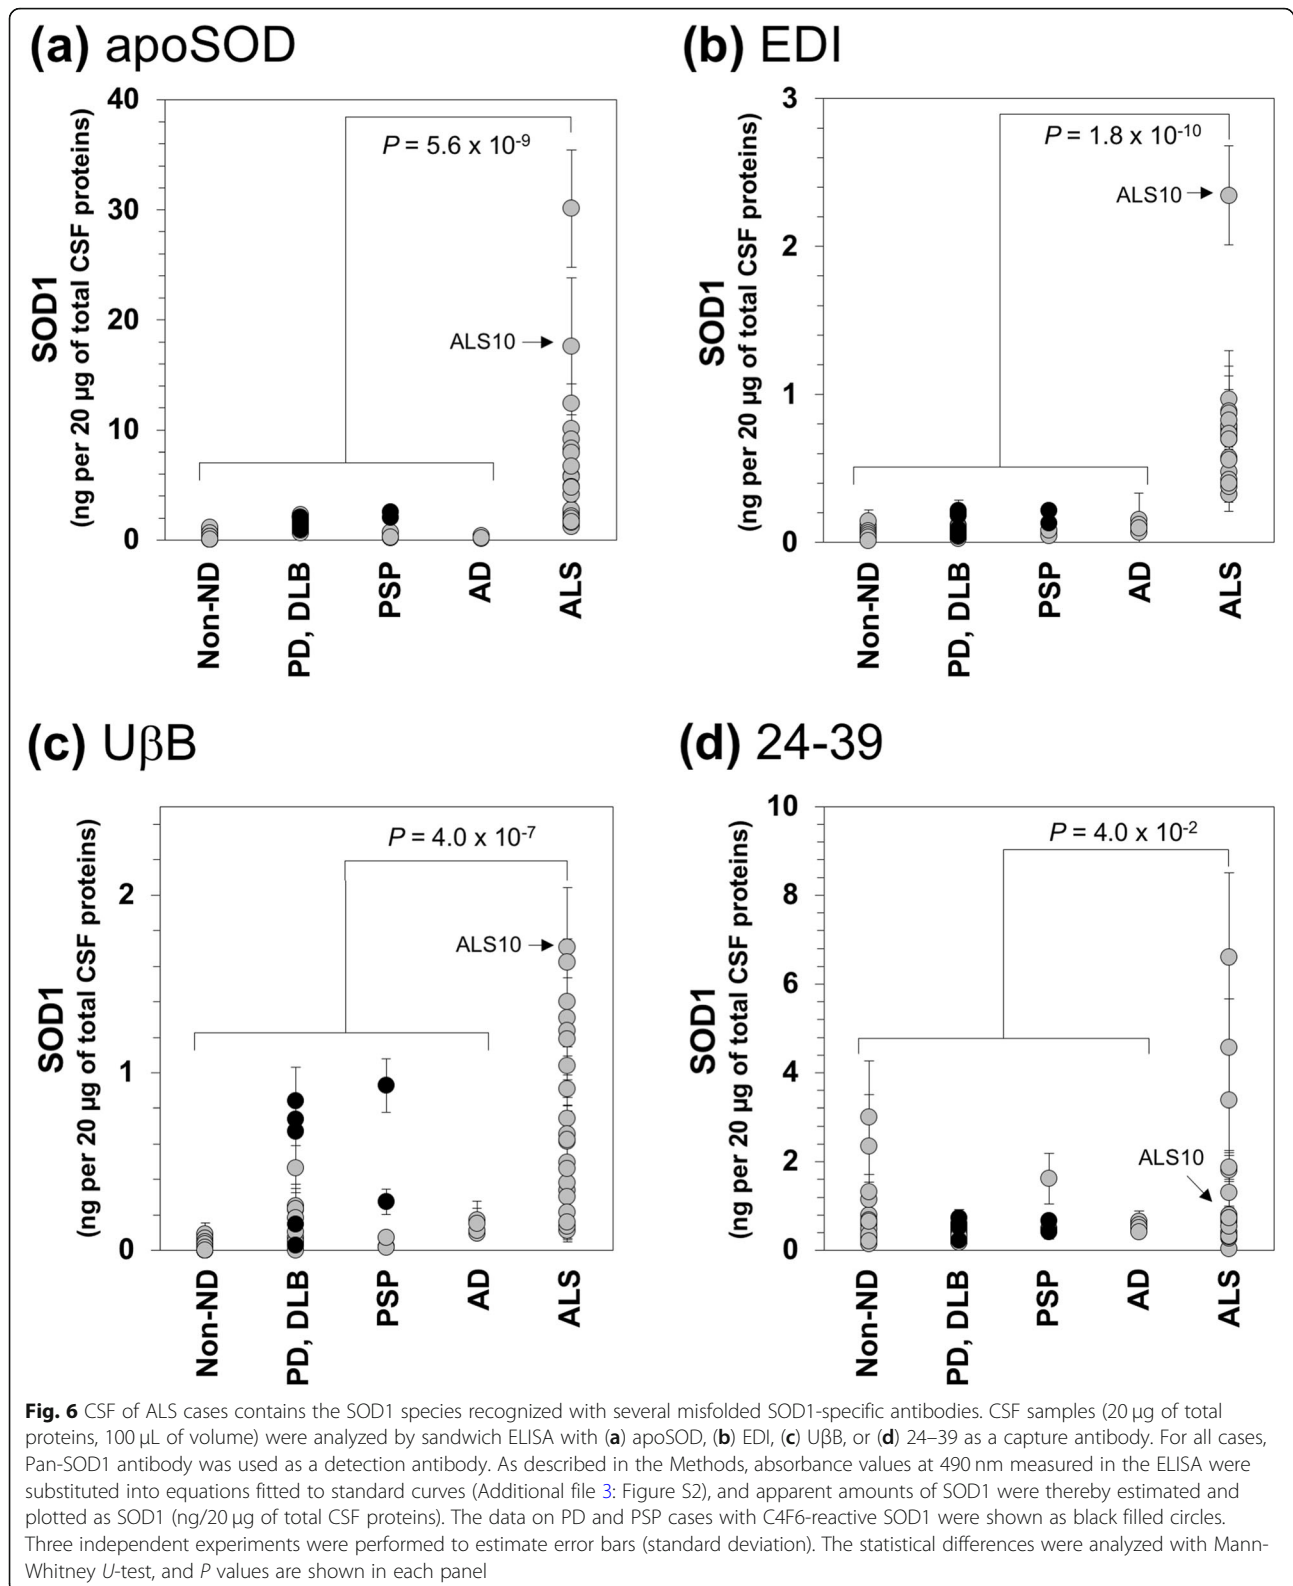 (a) apoSOD
40
30
20
10
0
SOD1
(ng per 20 µg of total CSF proteins)
P = 5.6 x 10-9
ALS10
Non-ND
PD, DLB
PSP
AD
ALS
(b) EDI
3
2
1
0
SOD1
(ng per 20 µg of total CSF proteins)
P = 1.8 x 10-10
ALS10
Non-ND
PD, DLB
PSP
AD
ALS
(c) UβB
2
1
0
SOD1
(ng per 20 µg of total CSF proteins)
P = 4.0 x 10-7
ALS10
Non-ND
PD, DLB
PSP
AD
ALS
(d) 24-39
10
8
6
4
2
0
SOD1
(ng per 20 µg of total CSF proteins)
P = 4.0 x 10-2
ALS10
Non-ND
PD, DLB
PSP
AD
ALS
Fig. 6 CSF of ALS cases contains the SOD1 species recognized with several misfolded SOD1-specific antibodies. CSF samples (20 µg of total
proteins, 100 µL of volume) were analyzed by sandwich ELISA with (a) apoSOD, (b) EDI, (c) UβB, or (d) 24–39 as a capture antibody. For all cases,
Pan-SOD1 antibody was used as a detection antibody. As described in the Methods, absorbance values at 490 nm measured in the ELISA were
substituted into equations fitted to standard curves (Additional file 3: Figure S2), and apparent amounts of SOD1 were thereby estimated and
plotted as SOD1 (ng/20 µg of total CSF proteins). The data on PD and PSP cases with C4F6-reactive SOD1 were shown as black filled circles.
Three independent experiments were performed to estimate error bars (standard deviation). The statistical differences were analyzed with Mann-
Whitney U-test, and P values are shown in each panel